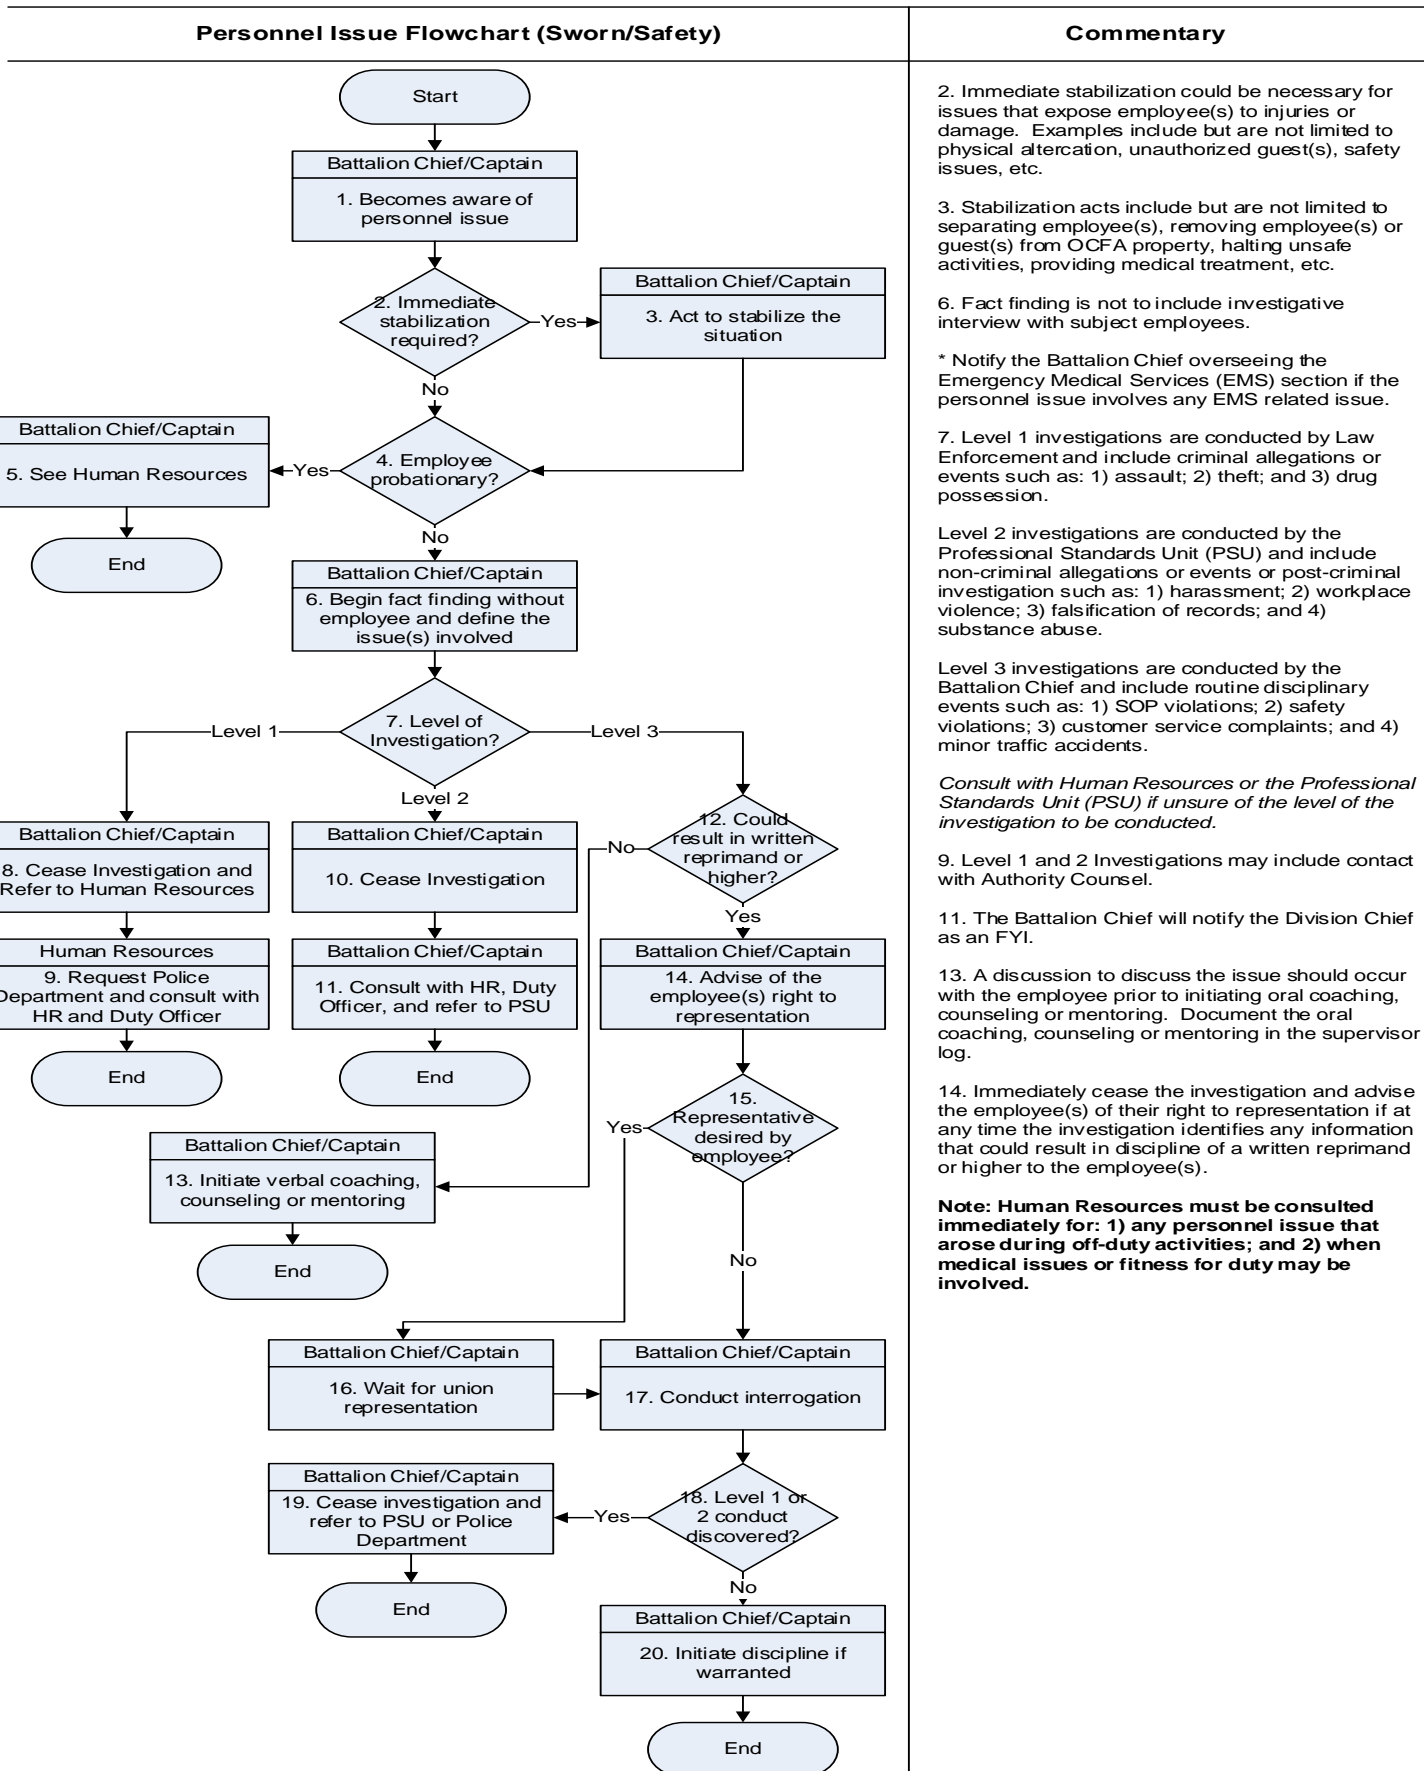 Personnel Issue Flowchart (Sworn/Safety)
Commentary
Start
Battalion Chief/Captain
1. Becomes aware of
personnel issue
2. Immediate
stabilization
required?
Yes
Battalion Chief/Captain
3. Act to stabilize the
situation
No
Battalion Chief/Captain
5. See Human Resources
Yes
4. Employee
probationary?
End
No
Battalion Chief/Captain
6. Begin fact finding without
employee and define the
issue(s) involved
7. Level of
Investigation?
Level 1
Level 3
Level 2
Battalion Chief/Captain
8. Cease Investigation and
Refer to Human Resources
Battalion Chief/Captain
10. Cease Investigation
No
12. Could
result in written
reprimand or
higher?
Yes
Human Resources
9. Request Police
Department and consult with
HR and Duty Officer
Battalion Chief/Captain
11. Consult with HR, Duty
Officer, and refer to PSU
Battalion Chief/Captain
14. Advise of the
employee(s) right to
representation
End
End
Yes
15.
Representative
desired by
employee?
Battalion Chief/Captain
13. Initiate verbal coaching,
counseling or mentoring
End
No
Battalion Chief/Captain
16. Wait for union
representation
Battalion Chief/Captain
17. Conduct interrogation
Battalion Chief/Captain
19. Cease investigation and
refer to PSU or Police
Department
Yes
18. Level 1 or
2 conduct
discovered?
End
No
Battalion Chief/Captain
20. Initiate discipline if
warranted
End
2. Immediate stabilization could be necessary for
issues that expose employee(s) to injuries or
damage. Examples include but are not limited to
physical altercation, unauthorized guest(s), safety
issues, etc.
3. Stabilization acts include but are not limited to
separating employee(s), removing employee(s) or
guest(s) from OCFA property, halting unsafe
activities, providing medical treatment, etc.
6. Fact finding is not to include investigative
interview with subject employees.
* Notify the Battalion Chief overseeing the
Emergency Medical Services (EMS) section if the
personnel issue involves any EMS related issue.
7. Level 1 investigations are conducted by Law
Enforcement and include criminal allegations or
events such as: 1) assault; 2) theft; and 3) drug
possession.
Level 2 investigations are conducted by the
Professional Standards Unit (PSU) and include
non-criminal allegations or events or post-criminal
investigation such as: 1) harassment; 2) workplace
violence; 3) falsification of records; and 4)
substance abuse.
Level 3 investigations are conducted by the
Battalion Chief and include routine disciplinary
events such as: 1) SOP violations; 2) safety
violations; 3) customer service complaints; and 4)
minor traffic accidents.
Consult with Human Resources or the Professional
Standards Unit (PSU) if unsure of the level of the
investigation to be conducted.
9. Level 1 and 2 Investigations may include contact
with Authority Counsel.
11. The Battalion Chief will notify the Division Chief
as an FYI.
13. A discussion to discuss the issue should occur
with the employee prior to initiating oral coaching,
counseling or mentoring. Document the oral
coaching, counseling or mentoring in the supervisor
log.
14. Immediately cease the investigation and advise
the employee(s) of their right to representation if at
any time the investigation identifies any information
that could result in discipline of a written reprimand
or higher to the employee(s).
Note: Human Resources must be consulted
immediately for: 1) any personnel issue that
arose during off-duty activities; and 2) when
medical issues or fitness for duty may be
involved.